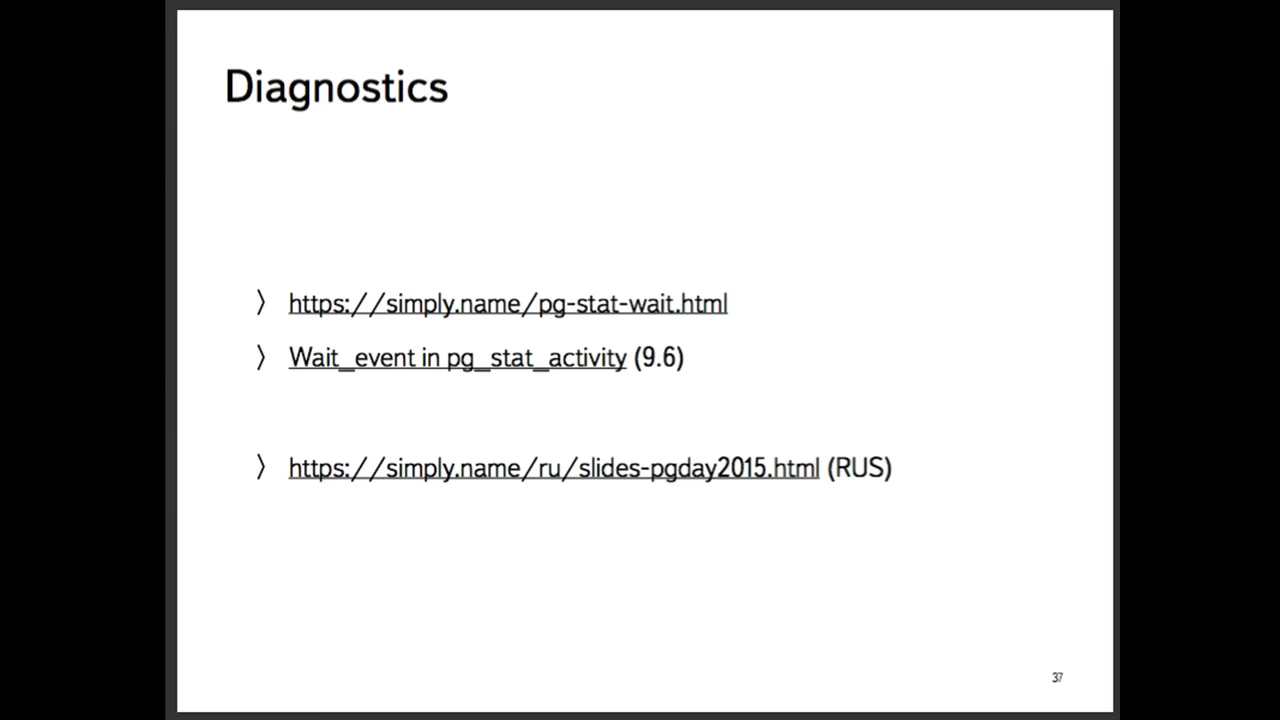 Diagnostics
〉 https://simply.name/pg-stat-wait.html
〉 Wait_event in pg_stat_activity (9.6)
〉 https://simply.name/ru/slides-pgday2015.html (RUS)
37